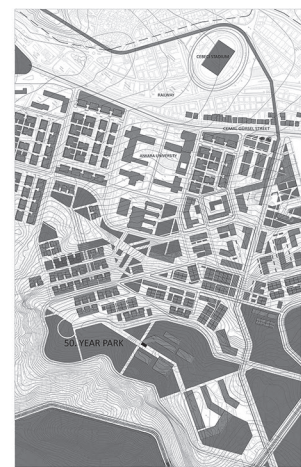 CEBECİ STADIUM
RAILWAY
CEMAL GÜRSEL STREET
ANKARA UNIVERSITY
50. YEAR PARK